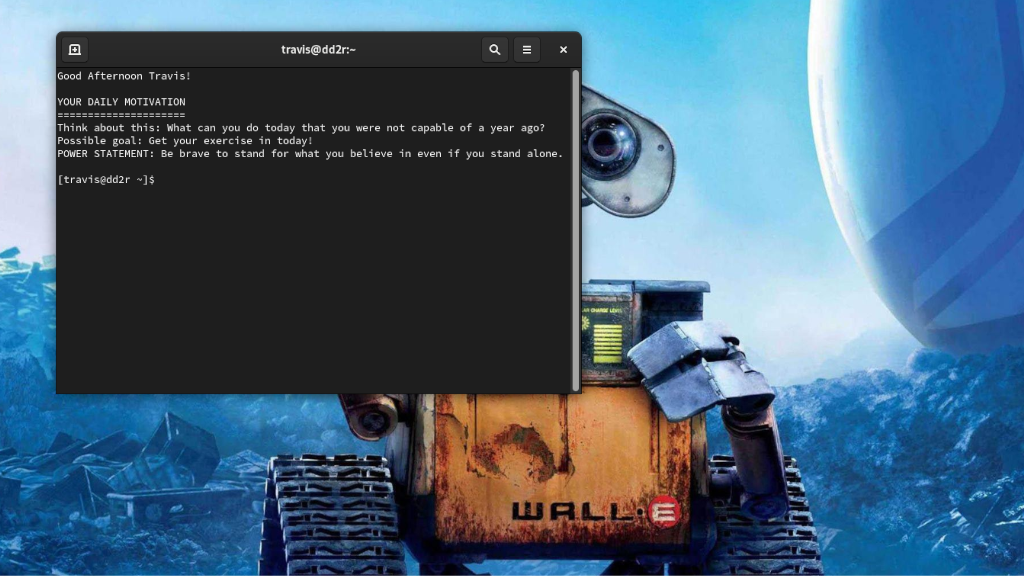 travis@dd2r:~
Good Afternoon Travis!
YOUR DAILY MOTIVATION
=====================
Think about this: What can you do today that you were not capable of a year ago?
Possible goal: Get your exercise in today!
POWER STATEMENT: Be brave to stand for what you believe in even if you stand alone.
[travis@dd2r ~]$
CHARGE LEVEL
WALL·E